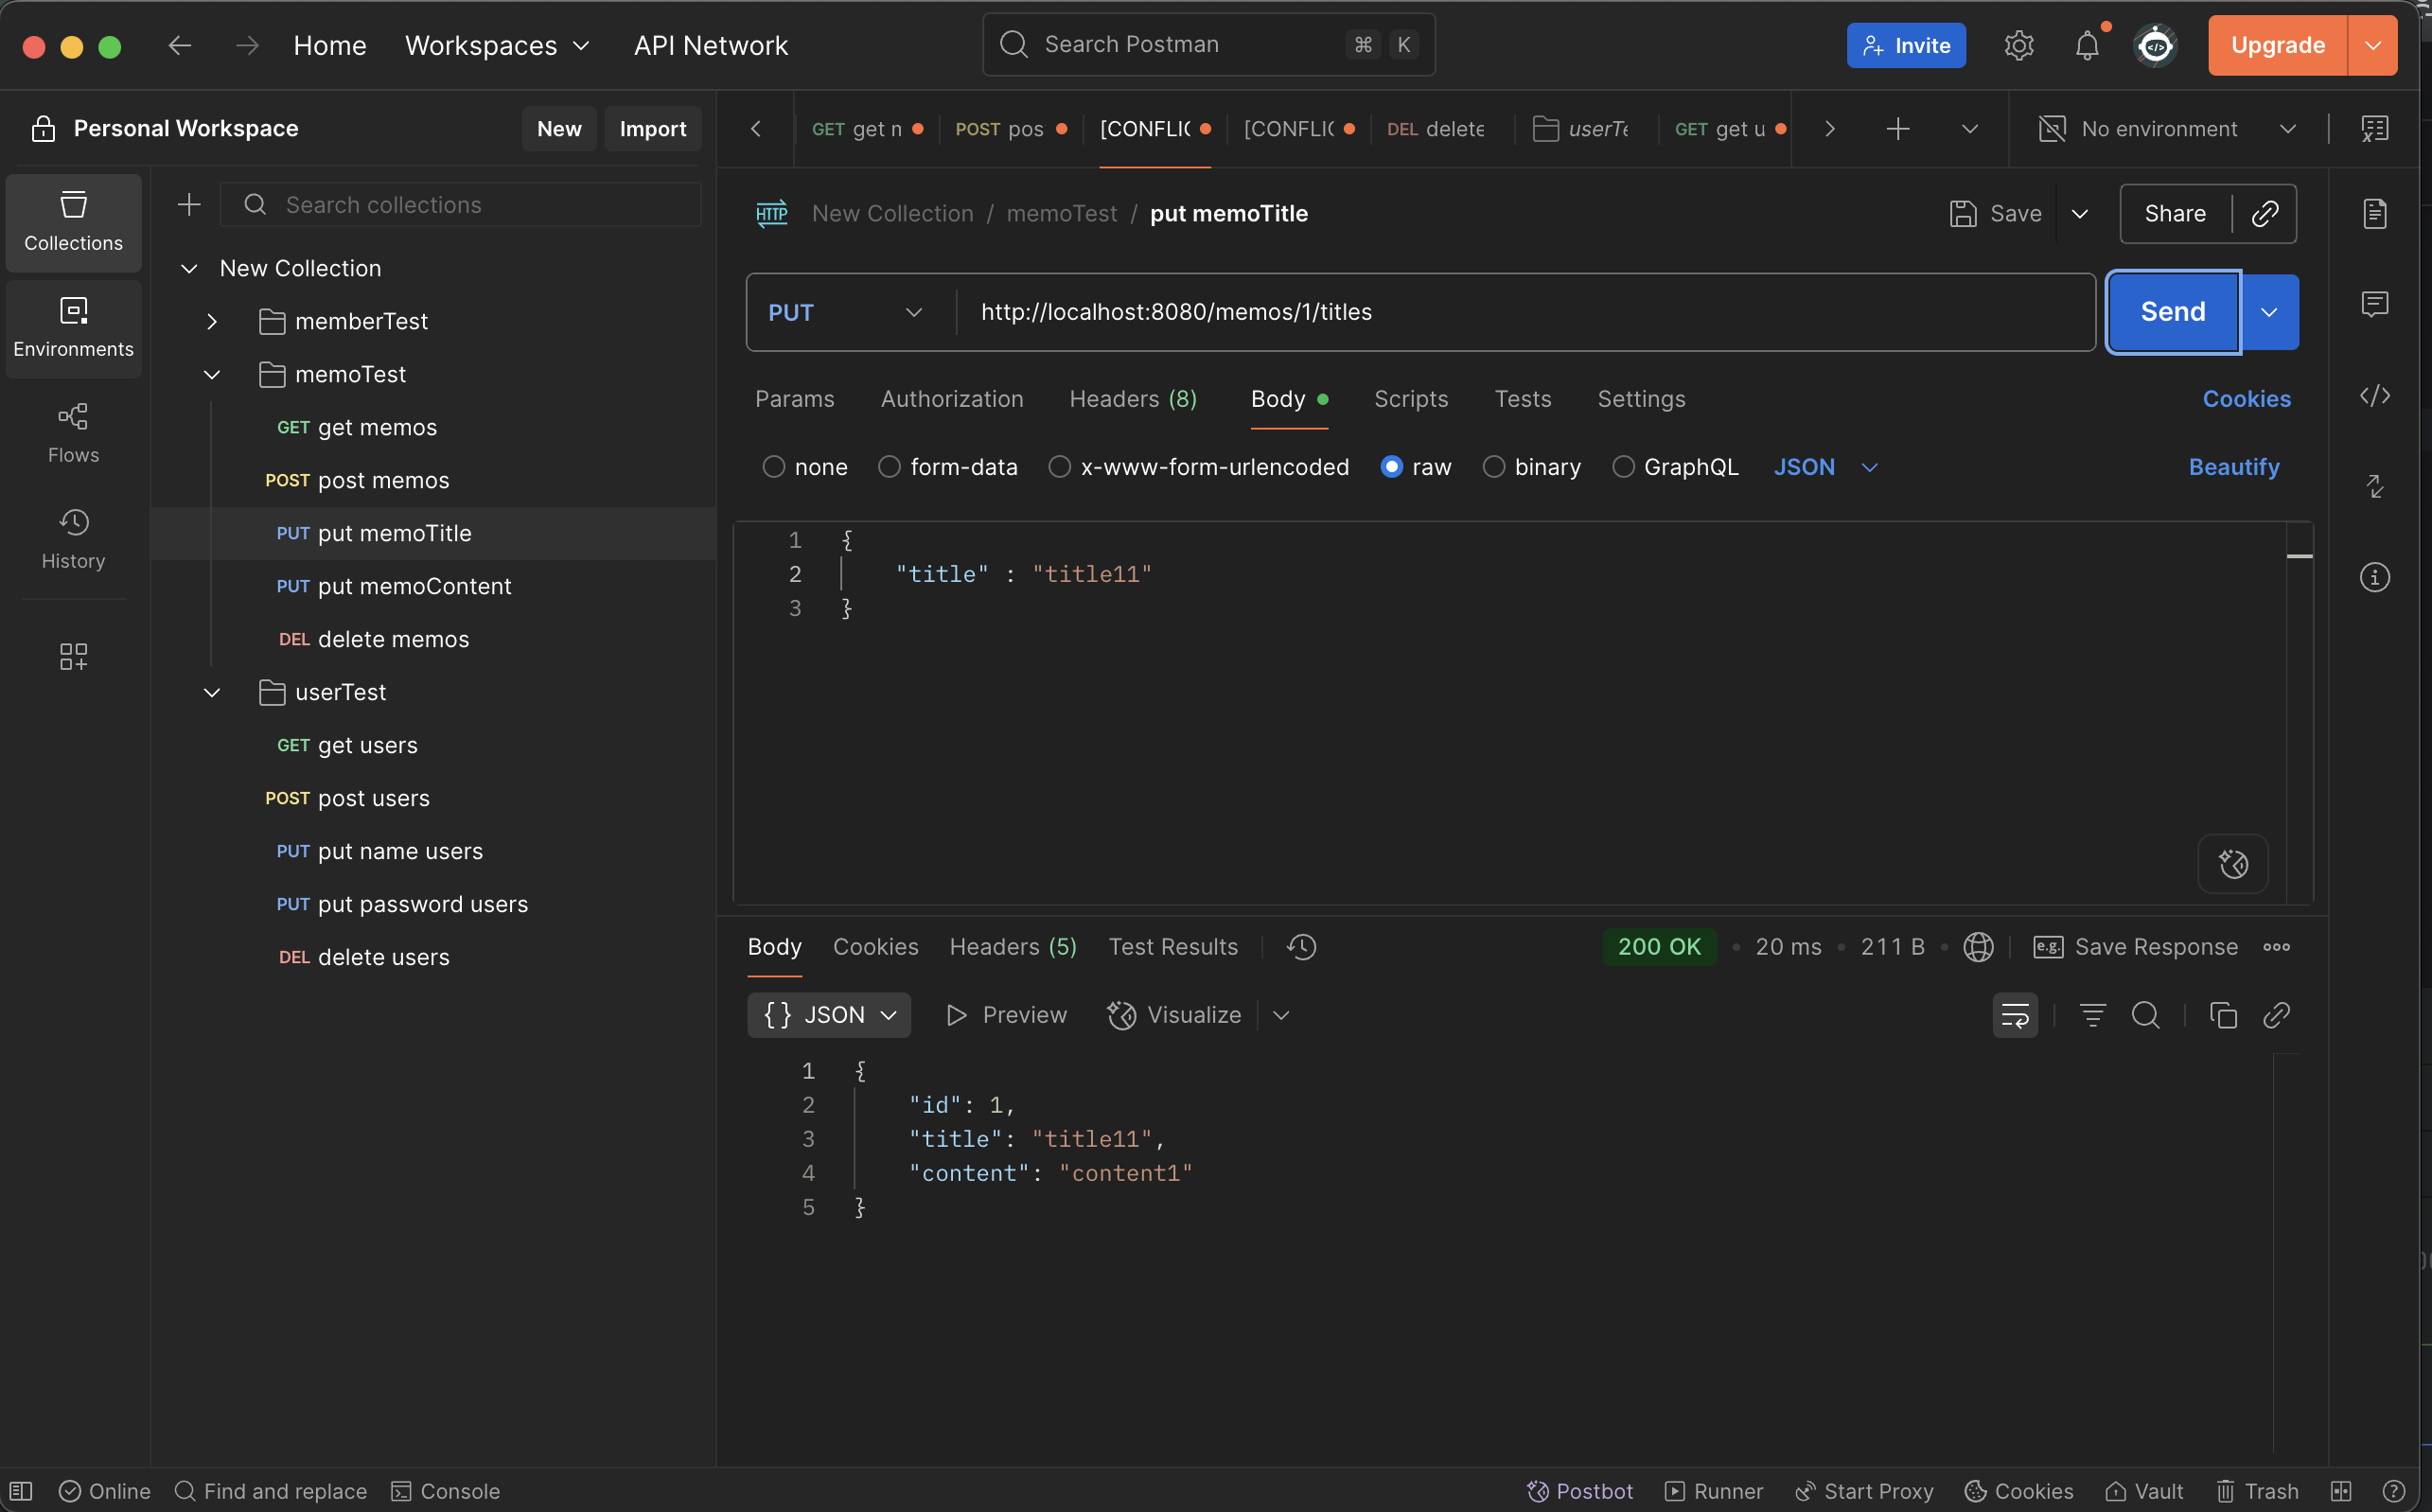 Home Workspaces API Network Search Postman ⌘ K Invite Upgrade
Personal Workspace New Import
GET get n POST pos [CONFLIC [CONFLIC DEL delete userTe GET get u No environment
Collections
Environments
Flows
History
Search collections
New Collection
memberTest
memoTest
GET get memos
POST post memos
PUT put memoTitle
PUT put memoContent
DEL delete memos
userTest
GET get users
POST post users
PUT put name users
PUT put password users
DEL delete users
HTTP New Collection / memoTest / put memoTitle Save Share
PUT http://localhost:8080/memos/1/titles Send
Params Authorization Headers (8) Body Scripts Tests Settings Cookies
none form-data x-www-form-urlencoded raw binary GraphQL JSON Beautify
1 {
2 "title" : "title11"
3 }
Body Cookies Headers (5) Test Results 200 OK • 20 ms • 211 B • e.g. Save Response
{} JSON Preview Visualize
1 {
2 "id": 1,
3 "title": "title11",
4 "content": "content1"
5 }
Online Find and replace Console Postbot Runner Start Proxy Cookies Vault Trash